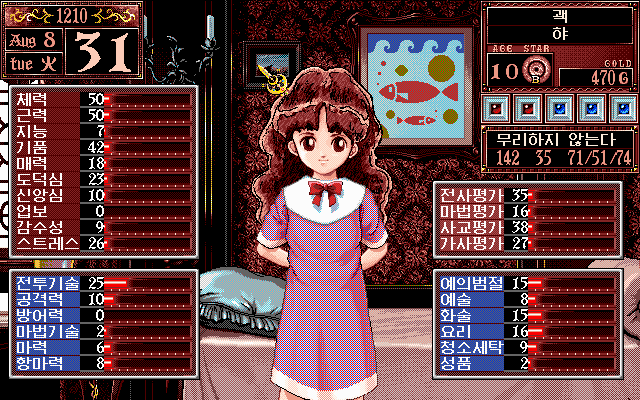 1210
Aug 8
31
tue 火
괙
햐
AGE STAR
10 B
GOLD
470 G
무리하지 않는다
142 35 71/51/74
체력 50
근력 50
지능 7
기품 42
매력 18
도덕심 23
신앙심 10
업보 0
감수성 9
스트레스 26
전투기술 25
공격력 10
방어력 0
마법기술 2
마력 6
항마력 8
전사평가 35
마법평가 16
사교평가 38
가사평가 27
예의범절 15
예술 8
화술 15
요리 16
청소세탁 9
성품 2